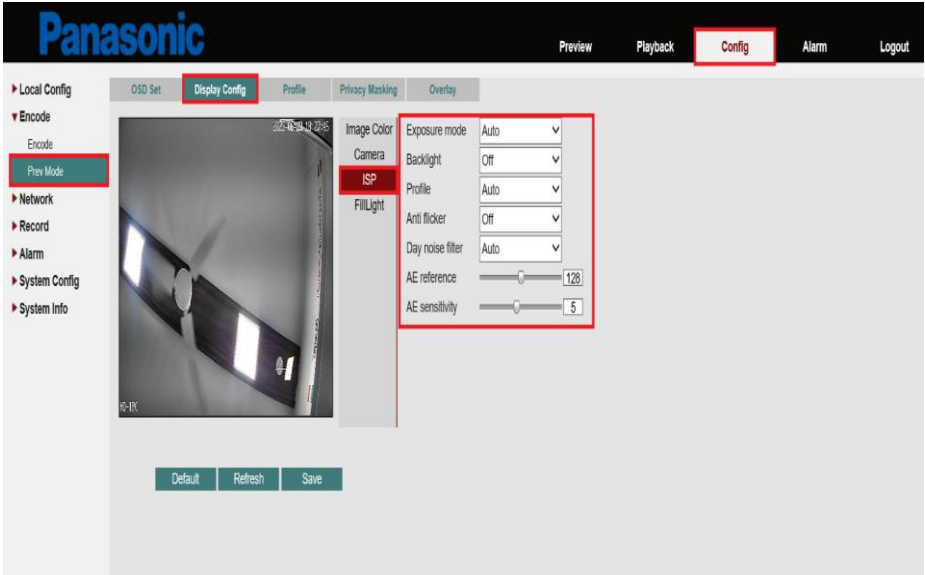 Panasonic
Preview Playback Config Alarm Logout
Local Config
Encode
Encode
Prev Mode
Network
Record
Alarm
System Config
System Info
OSD Set Display Config Profile Privacy Masking Overlay
HD-IPC
Image Color
Camera
ISP
FillLight
Exposure mode Auto
Backlight Off
Profile Auto
Anti flicker Off
Day noise filter Auto
AE reference 128
AE sensitivity 5
Default Refresh Save